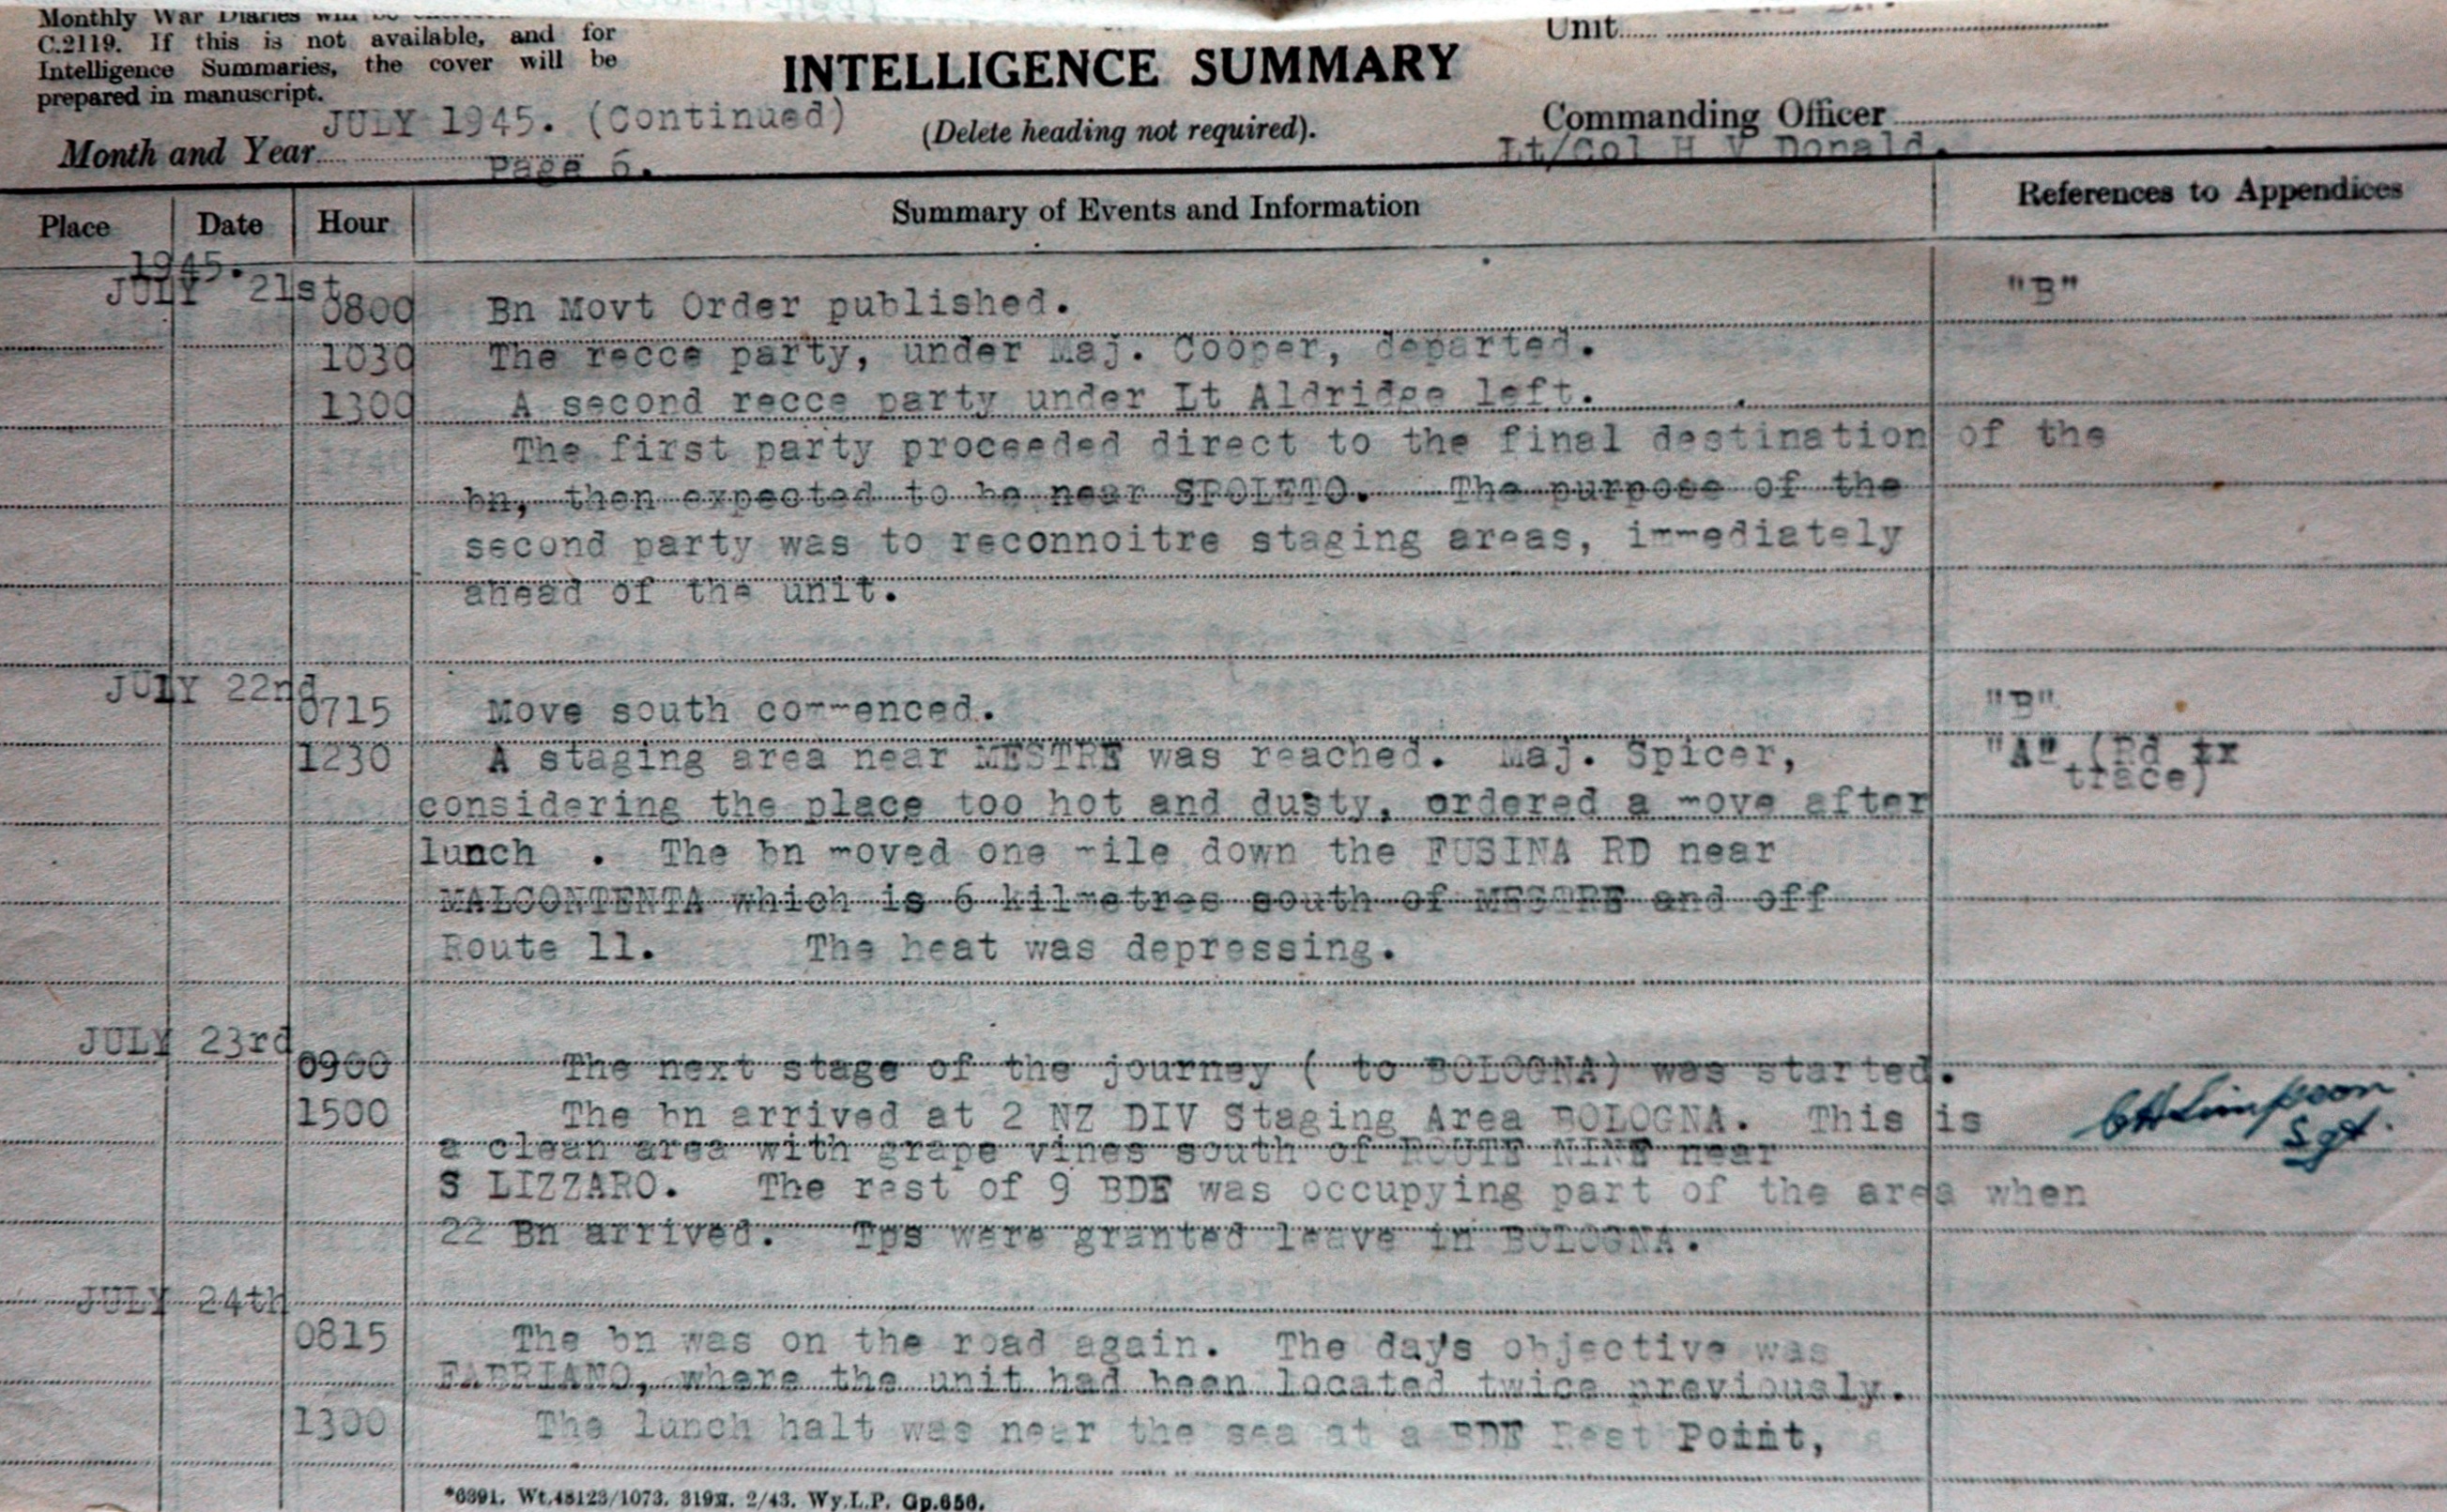 Monthly War Diaries will be
C.2119. If this is not available, and for
Intelligence Summaries, the cover will be
prepared in manuscript.
INTELLIGENCE SUMMARY
(Delete heading not required).
Unit
Commanding Officer
Lt/Col H V Donald.
JULY 1945. (Continued)
Month and Year
Page 6.
Place Date Hour Summary of Events and Information References to Appendices
1945.
JULY 21st
0800 Bn Movt Order published. "B"
1030 The recce party, under Maj. Cooper, departed.
1300 A second recce party under Lt Aldridge left.
The first party proceeded direct to the final destination of the
bn, then expected to be near SPOLETO. The purpose of the
second party was to reconnoitre staging areas, immediately
ahead of the unit.
JULY 22nd
0715 Move south commenced. "B"
1230 A staging area near MESTRE was reached. Maj. Spicer, "A" (Rd
trace)
considering the place too hot and dusty, ordered a move after
lunch . The bn moved one mile down the FUSINA RD near
MALCONTENTA which is 6 kilmetres south of MESTRE and off
Route 11. The heat was depressing.
JULY 23rd
0900 The next stage of the journey ( to BOLOGNA) was started.
1500 The bn arrived at 2 NZ DIV Staging Area BOLOGNA. This is
a clean area with grape vines south of ROUTE NINE near
S LIZZARO. The rest of 9 BDE was occupying part of the area when
22 Bn arrived. Tps were granted leave in BOLOGNA.
Simpson
Sgt.
JULY 24th
0815 The bn was on the road again. The days objective was
FABRIANO, where the unit had been located twice previously.
1300 The lunch halt was near the sea at a BDE Rest Point,
*6391. Wt.48123/1073. 319M. 2/43. Wy.L.P. Gp.656.